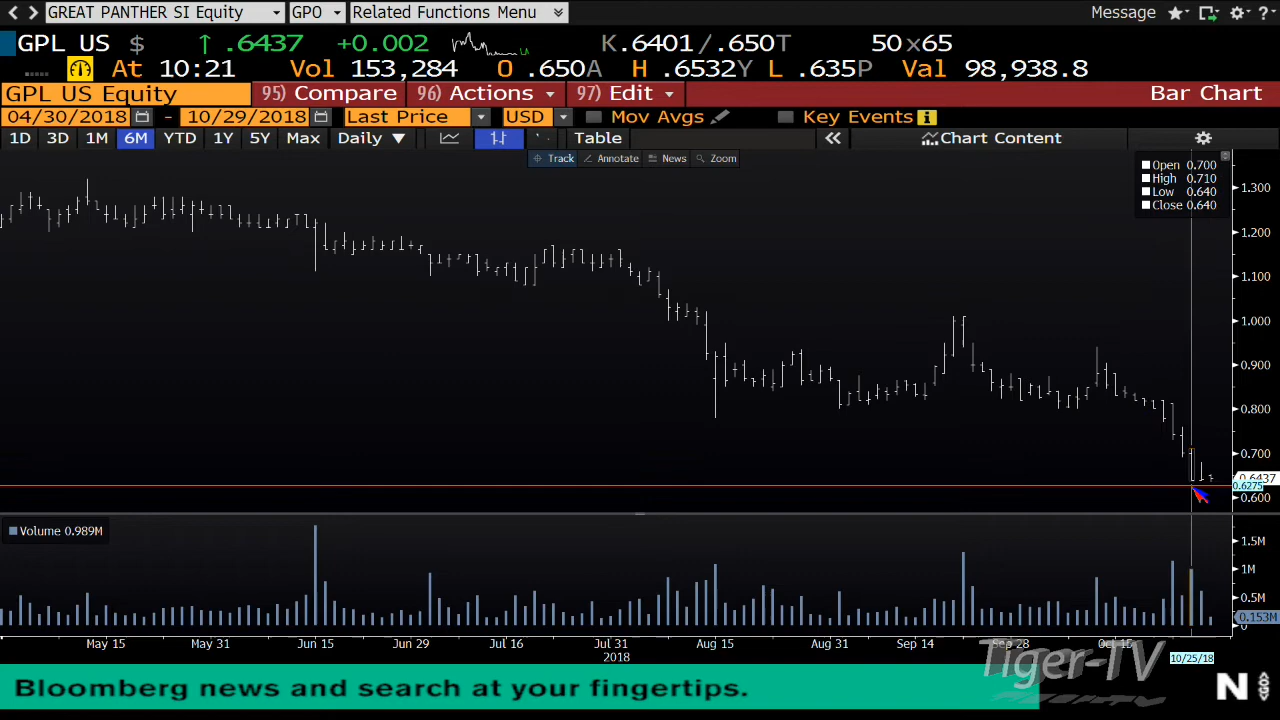 GREAT PANTHER SI Equity GPO Related Functions Menu Message ?
GPL US $ ↑ .6437 +0.002 K.6401/.650T 50x65
At 10:21 Vol 153,284 O .650A H .6532Y L .635P Val 98,938.8
GPL US Equity 95) Compare 96) Actions 97) Edit Bar Chart
04/30/2018 - 10/29/2018 Last Price USD Mov Avgs Key Events
1D 3D 1M 6M YTD 1Y 5Y Max Daily ▼ Table « Chart Content
Track Annotate News Zoom
Open 0.700
High 0.710
Low 0.640
Close 0.640
1.300
1.200
1.100
1.000
0.900
0.800
0.700
0.6437
0.6275
0.600
Volume 0.989M
1.5M
1M
0.5M
0.153M
0
May 15 May 31 Jun 15 Jun 29 Jul 16 Jul 31 Aug 15 Aug 31 Sep 14 Sep 28 Oct 15
2018 10/25/18
Tiger-TV
Bloomberg news and search at your fingertips.
N